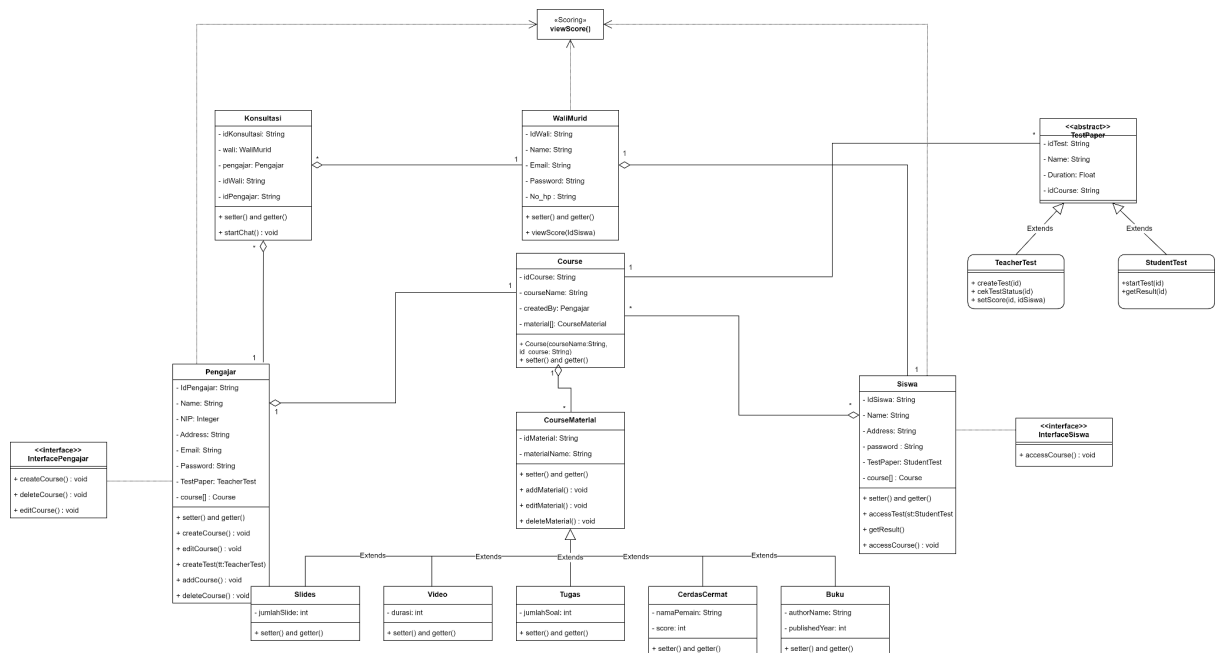 «Scoring»
viewScore()
Konsultasi
- idKonsultasi: String
- wali: WaliMurid
- pengajar: Pengajar
- idWali: String
- idPengajar: String
+ setter() and getter()
+ startChat() : void
*
1
WaliMurid
- IdWali: String
- Name: String
- Email: String
- Password: String
- No_hp : String
+ setter() and getter()
+ viewScore(IdSiswa)
1
*
<<abstract>>
TestPaper
- idTest: String
- Name: String
- Duration: Float
- idCourse: String
Extends
Extends
TeacherTest
+ createTest(id)
+ cekTestStatus(id)
+ setScore(id, idSiswa)
StudentTest
+startTest(id)
+getResult(id)
*
1
Course
- idCourse: String
- courseName: String
- createdBy: Pengajar
- material[]: CourseMaterial
+ Course(courseName:String,
id_course: String)
+ setter() and getter()
1
*
1
*
1
Pengajar
- IdPengajar: String
- Name: String
- NIP: Integer
- Address: String
- Email: String
- Password: String
- TestPaper: TeacherTest
- course[] : Course
+ setter() and getter()
+ createCourse() : void
+ editCourse() : void
+ createTest(tt:TeacherTest)
+ addCourse() : void
+ deleteCourse() : void
1
<<interface>>
InterfacePengajar
+ createCourse() : void
+ deleteCourse() : void
+ editCourse() : void
CourseMaterial
- idMaterial: String
- materialName: String
+ setter() and getter()
+ addMaterial() : void
+ editMaterial() : void
+ deleteMaterial() : void
1
*
Siswa
- IdSiswa: String
- Name: String
- Address: String
- password : String
- TestPaper: StudentTest
- course[] : Course
+ setter() and getter()
+ accessTest(st:StudentTest
+ getResult()
+ accessCourse() : void
<<interface>>
InterfaceSiswa
+ accessCourse() : void
Extends
Extends
Extends
Extends
Extends
Slides
- jumlahSlide: int
+ setter() and getter()
Video
- durasi: int
+ setter() and getter()
Tugas
- jumlahSoal: int
+ setter() and getter()
CerdasCermat
- namaPemain: String
- score: int
+ setter() and getter()
Buku
- authorName: String
- publishedYear: int
+ setter() and getter()